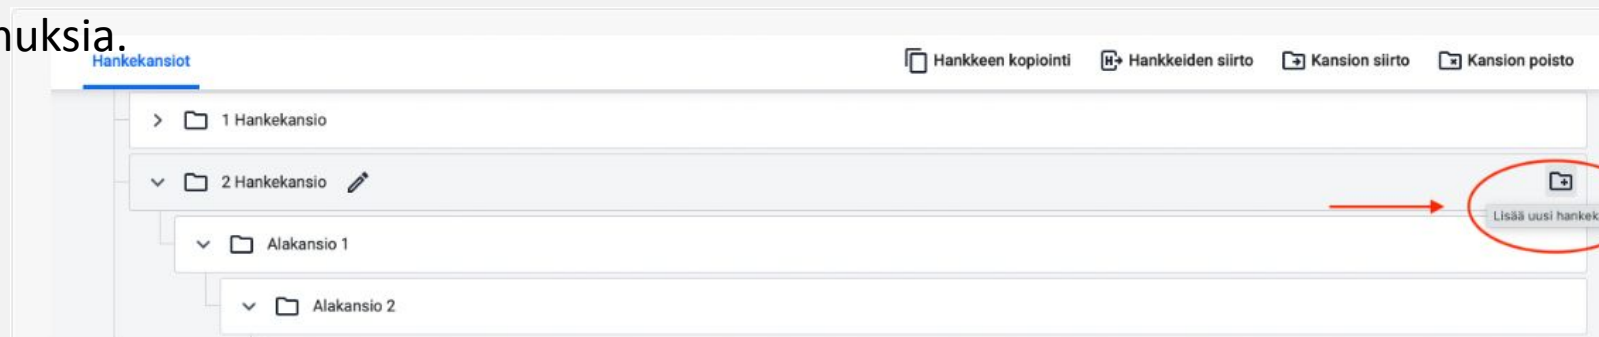 nuksia.
Hankekansiot Hankkeen kopiointi Hankkeiden siirto Kansion siirto Kansion poisto
1 Hankekansio
2 Hankekansio
Lisää uusi hankek
Alakansio 1
Alakansio 2